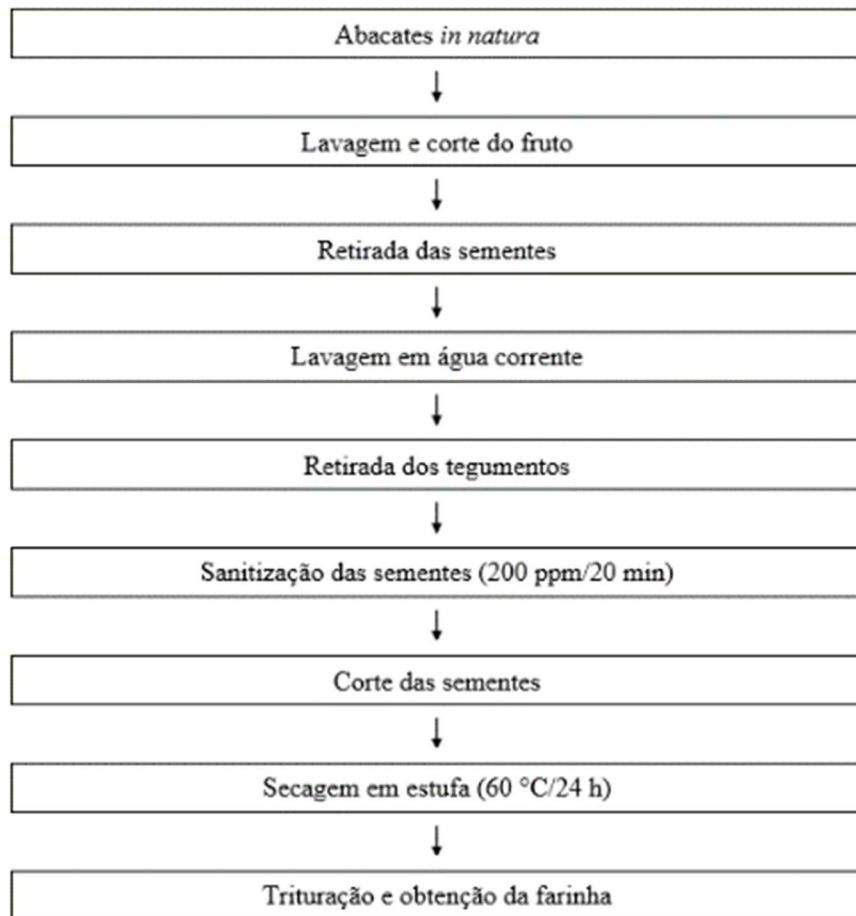 Abacates in natura
Lavagem e corte do fruto
Retirada das sementes
Lavagem em água corrente
Retirada dos tegumentos
Sanitização das sementes (200 ppm/20 min)
Corte das sementes
Secagem em estufa (60 °C/24 h)
Trituração e obtenção da farinha